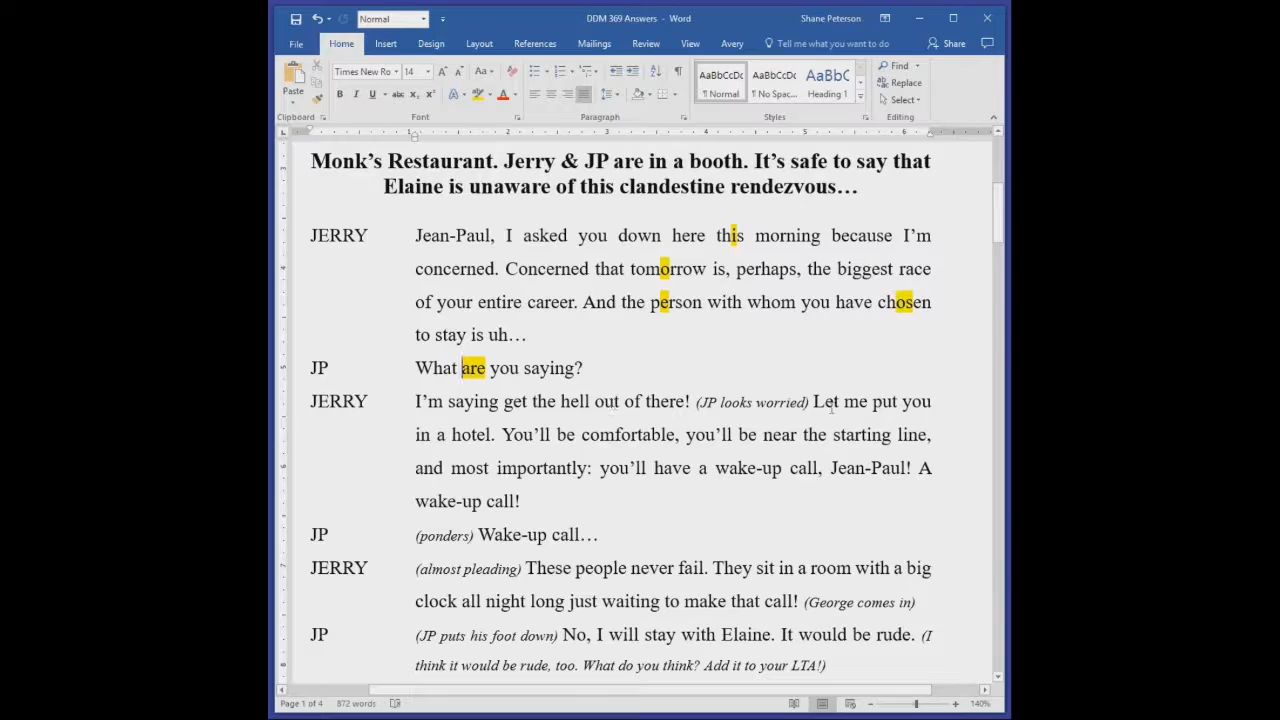 Normal
DDM 369 Answers - Word
Shane Peterson
File Home Insert Design Layout References Mailings Review View Avery Tell me what you want to do Share
Paste
Times New Ro 14 Aa
AaBbCcDc AaBbCcDc AaBbC
¶ Normal ¶ No Spac... Heading 1
Find
Replace
Select
B I U abc x₂ x² A A
Clipboard Font Paragraph Styles Editing
1 2 3 4 5 6
Monk's Restaurant. Jerry & JP are in a booth. It's safe to say that
Elaine is unaware of this clandestine rendezvous…
JERRY Jean-Paul, I asked you down here this morning because I'm
concerned. Concerned that tomorrow is, perhaps, the biggest race
of your entire career. And the person with whom you have chosen
to stay is uh…
JP What are you saying?
JERRY I'm saying get the hell out of there! (JP looks worried) Let me put you
in a hotel. You'll be comfortable, you'll be near the starting line,
and most importantly: you'll have a wake-up call, Jean-Paul! A
wake-up call!
JP (ponders) Wake-up call…
JERRY (almost pleading) These people never fail. They sit in a room with a big
clock all night long just waiting to make that call! (George comes in)
JP (JP puts his foot down) No, I will stay with Elaine. It would be rude. (I
think it would be rude, too. What do you think? Add it to your LTA!)
Page 1 of 4 872 words 140%